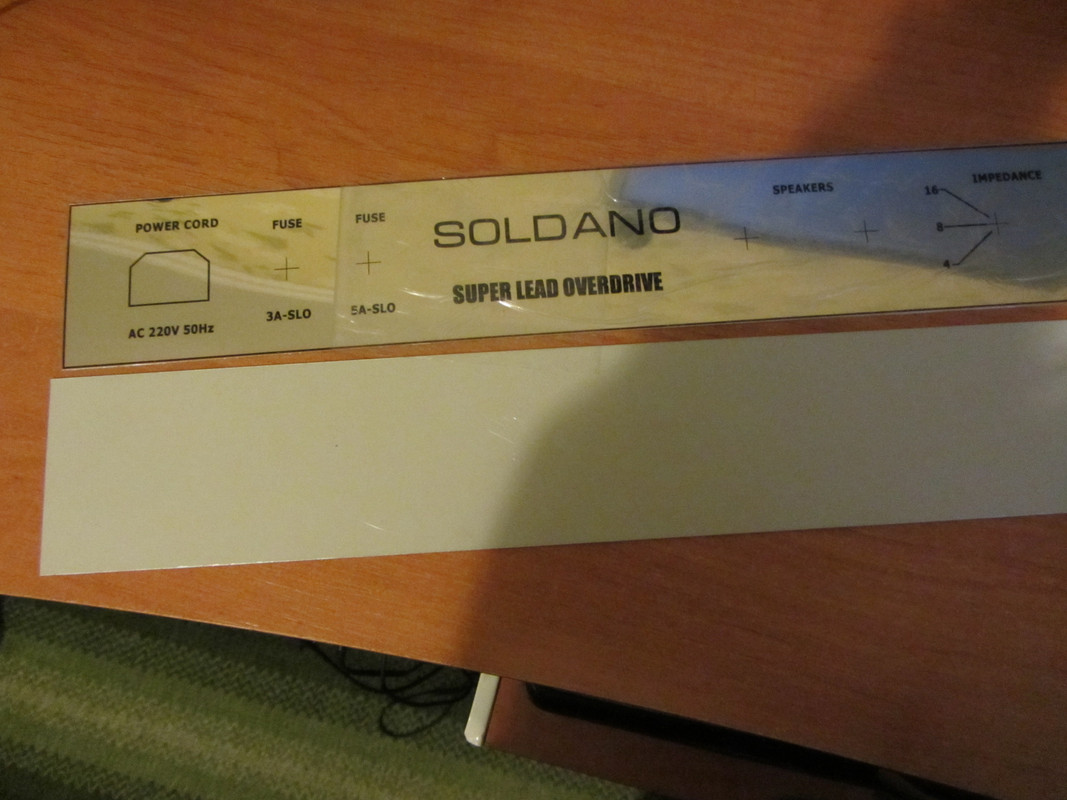 POWER CORD
AC 220V 50Hz
FUSE
3A-SLO
FUSE
5A-SLO
SOLDANO
SUPER LEAD OVERDRIVE
SPEAKERS
IMPEDANCE
16
8
4